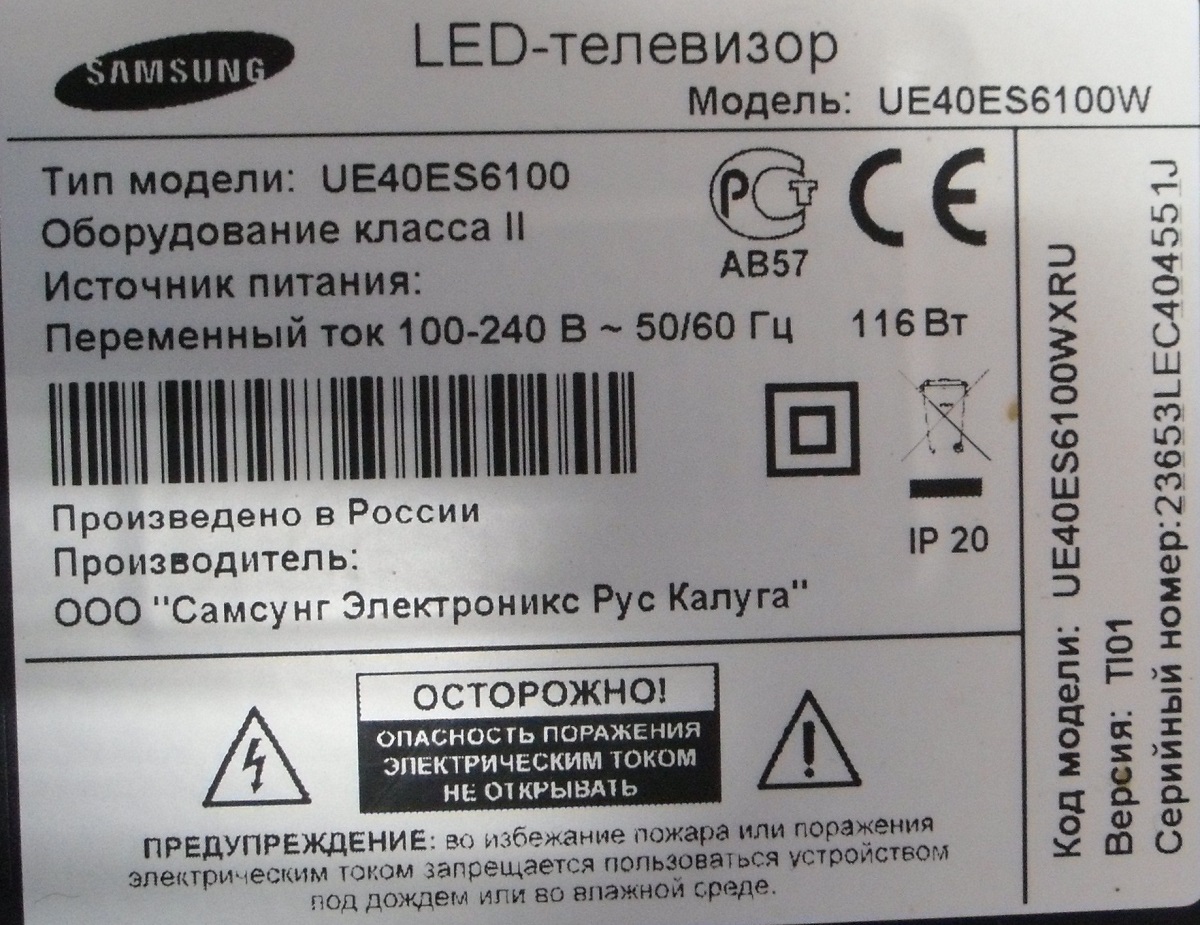 SAMSUNG
LED-телевизор
Модель: UE40ES6100W
Тип модели: UE40ES6100
Оборудование класса II
Источник питания:
Переменный ток 100-240 В ~ 50/60 Гц 116 Вт
РСТ
АВ57
CE
Произведено в России
Производитель:
ООО "Самсунг Электроникс Рус Калуга"
IP 20
ОСТОРОЖНО!
ОПАСНОСТЬ ПОРАЖЕНИЯ
ЭЛЕКТРИЧЕСКИМ ТОКОМ
НЕ ОТКРЫВАТЬ
ПРЕДУПРЕЖДЕНИЕ: во избежание пожара или поражения
электрическим током запрещается пользоваться устройством
под дождем или во влажной среде.
Код модели: UE40ES6100WXRU
Версия: TI01
Серийный номер:23653LEC404551J